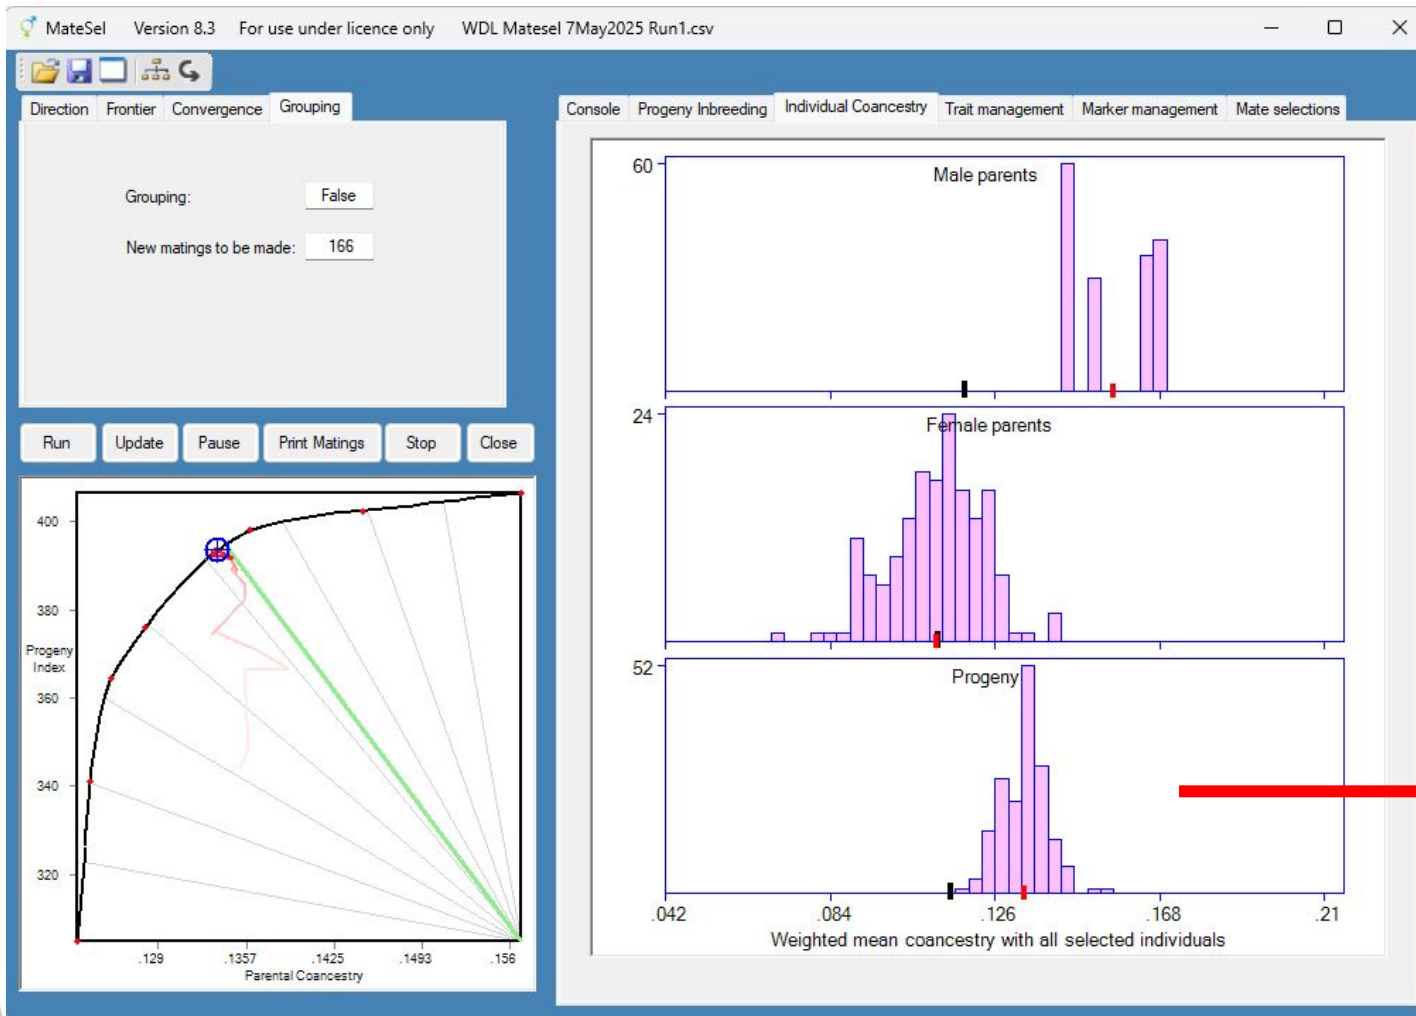 MateSel Version 8.3 For use under licence only WDL Matesel 7May2025 Run1.csv
Direction Frontier Convergence Grouping
Grouping: False
New matings to be made: 166
Run Update Pause Print Matings Stop Close
400
380
Progeny
Index
360
340
320
.129 .1357 .1425 .1493 .156
Parental Coancestry
Console Progeny Inbreeding Individual Coancestry Trait management Marker management Mate selections
60
Male parents
24
Female parents
52
Progeny
.042 .084 .126 .168 .21
Weighted mean coancestry with all selected individuals